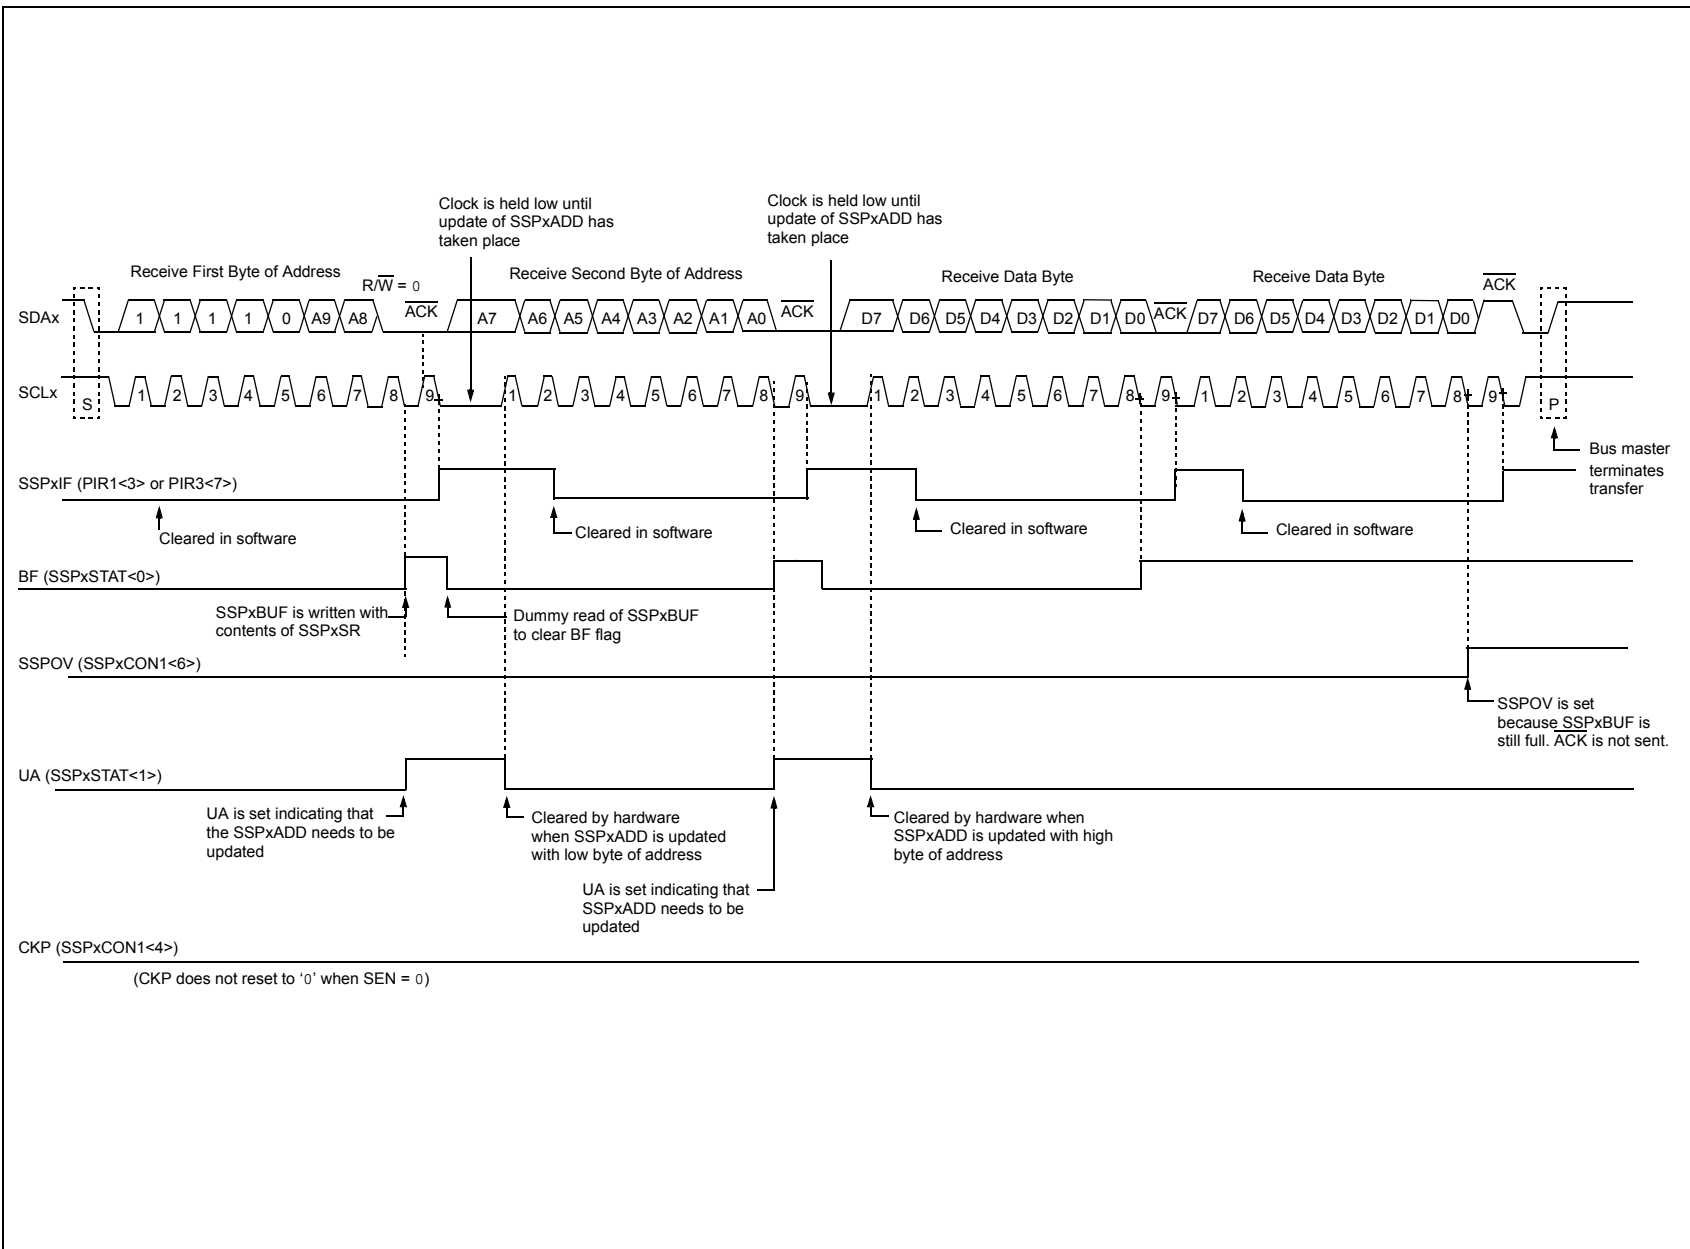 Clock is held low until
update of SSPxADD has
taken place
Clock is held low until
update of SSPxADD has
taken place
Receive First Byte of Address
R/W̅ = 0
Receive Second Byte of Address
Receive Data Byte
Receive Data Byte
SDAx
1 1 1 1 0 A9 A8 A̅C̅K̅ A7 A6 A5 A4 A3 A2 A1 A0 A̅C̅K̅ D7 D6 D5 D4 D3 D2 D1 D0 A̅C̅K̅ D7 D6 D5 D4 D3 D2 D1 D0 A̅C̅K̅
SCLx
S 1 2 3 4 5 6 7 8 9 1 2 3 4 5 6 7 8 9 1 2 3 4 5 6 7 8 9 1 2 3 4 5 6 7 8 9 P
Bus master
terminates
transfer
SSPxIF (PIR1<3> or PIR3<7>)
Cleared in software
Cleared in software
Cleared in software
Cleared in software
BF (SSPxSTAT<0>)
SSPxBUF is written with
contents of SSPxSR
Dummy read of SSPxBUF
to clear BF flag
SSPOV (SSPxCON1<6>)
SSPOV is set
because SSPxBUF is
still full. A̅C̅K̅ is not sent.
UA (SSPxSTAT<1>)
UA is set indicating that
the SSPxADD needs to be
updated
Cleared by hardware
when SSPxADD is updated
with low byte of address
UA is set indicating that
SSPxADD needs to be
updated
Cleared by hardware when
SSPxADD is updated with high
byte of address
CKP (SSPxCON1<4>)
(CKP does not reset to ‘0’ when SEN = 0)